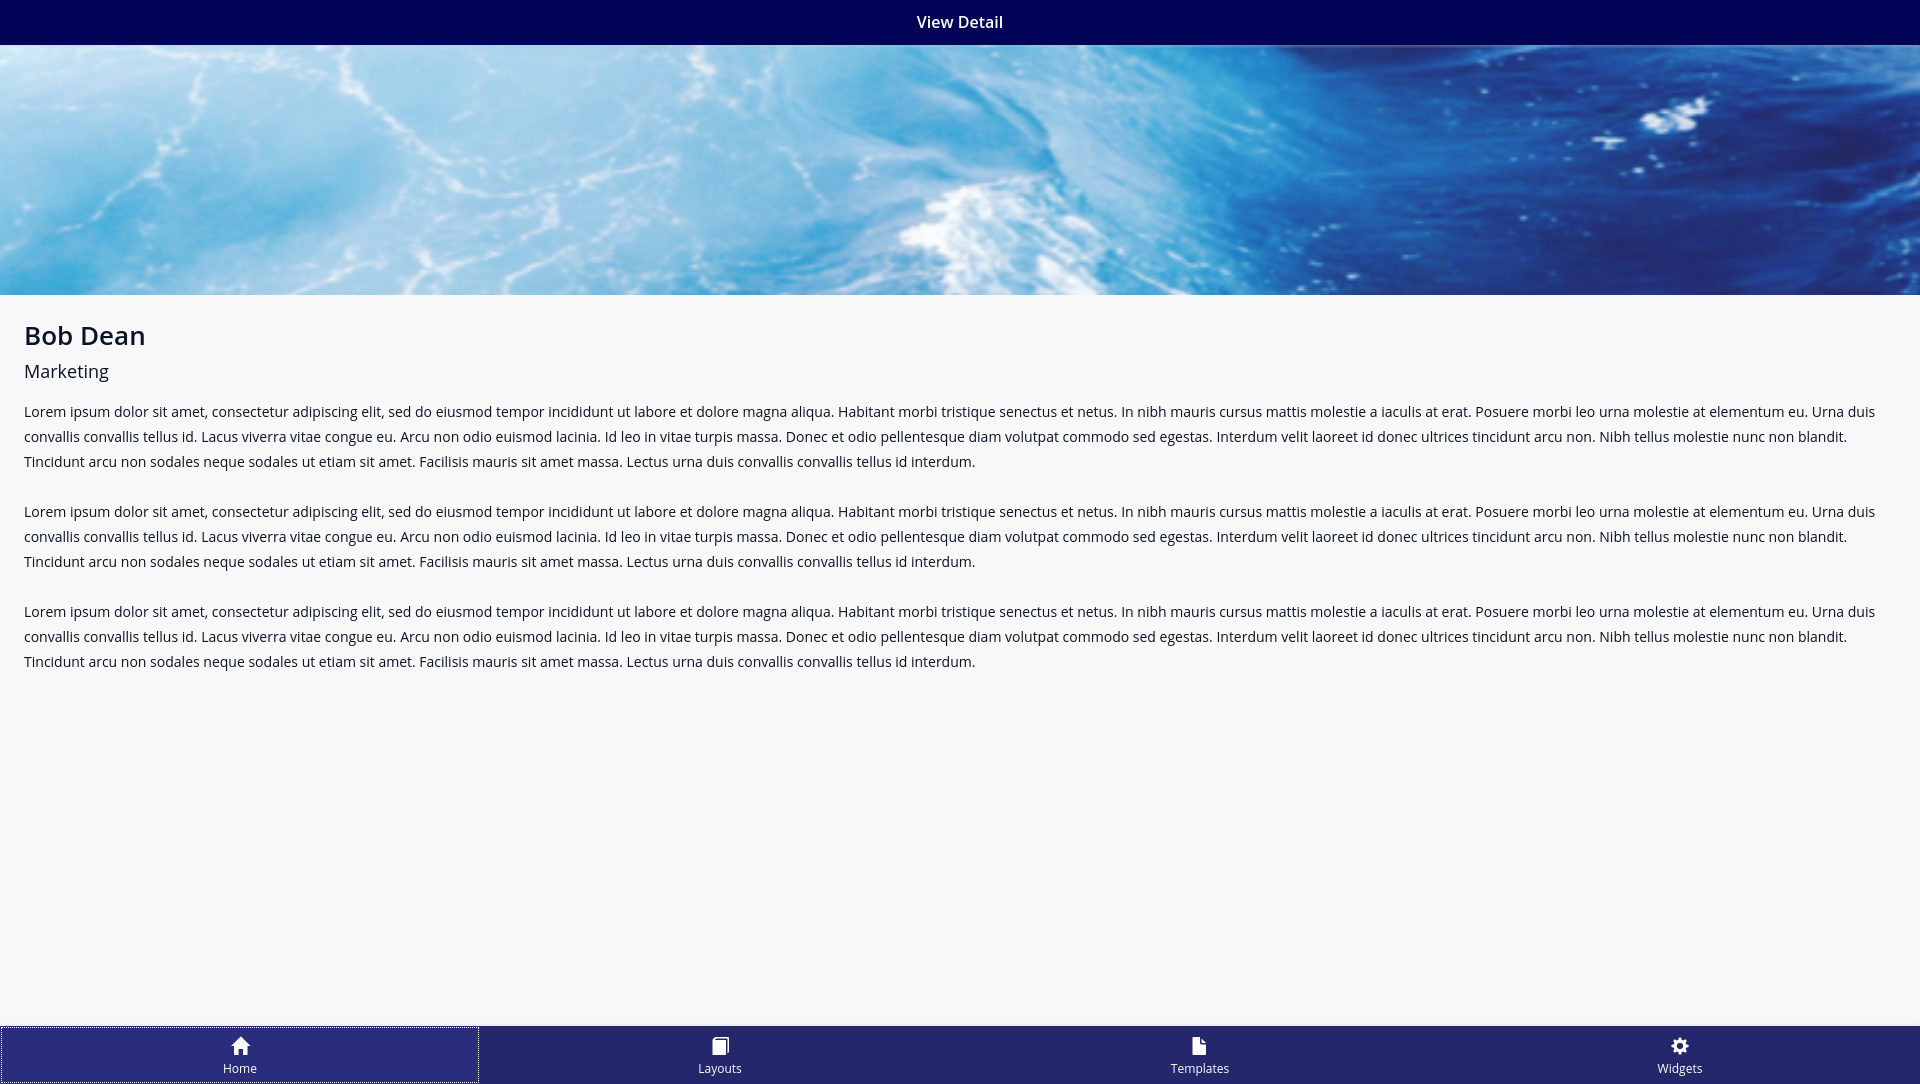 View Detail
Bob Dean
Marketing
Lorem ipsum dolor sit amet, consectetur adipiscing elit, sed do eiusmod tempor incididunt ut labore et dolore magna aliqua. Habitant morbi tristique senectus et netus. In nibh mauris cursus mattis molestie a iaculis at erat. Posuere morbi leo urna molestie at elementum eu. Urna duis
convallis convallis tellus id. Lacus viverra vitae congue eu. Arcu non odio euismod lacinia. Id leo in vitae turpis massa. Donec et odio pellentesque diam volutpat commodo sed egestas. Interdum velit laoreet id donec ultrices tincidunt arcu non. Nibh tellus molestie nunc non blandit.
Tincidunt arcu non sodales neque sodales ut etiam sit amet. Facilisis mauris sit amet massa. Lectus urna duis convallis convallis tellus id interdum.
Lorem ipsum dolor sit amet, consectetur adipiscing elit, sed do eiusmod tempor incididunt ut labore et dolore magna aliqua. Habitant morbi tristique senectus et netus. In nibh mauris cursus mattis molestie a iaculis at erat. Posuere morbi leo urna molestie at elementum eu. Urna duis
convallis convallis tellus id. Lacus viverra vitae congue eu. Arcu non odio euismod lacinia. Id leo in vitae turpis massa. Donec et odio pellentesque diam volutpat commodo sed egestas. Interdum velit laoreet id donec ultrices tincidunt arcu non. Nibh tellus molestie nunc non blandit.
Tincidunt arcu non sodales neque sodales ut etiam sit amet. Facilisis mauris sit amet massa. Lectus urna duis convallis convallis tellus id interdum.
Lorem ipsum dolor sit amet, consectetur adipiscing elit, sed do eiusmod tempor incididunt ut labore et dolore magna aliqua. Habitant morbi tristique senectus et netus. In nibh mauris cursus mattis molestie a iaculis at erat. Posuere morbi leo urna molestie at elementum eu. Urna duis
convallis convallis tellus id. Lacus viverra vitae congue eu. Arcu non odio euismod lacinia. Id leo in vitae turpis massa. Donec et odio pellentesque diam volutpat commodo sed egestas. Interdum velit laoreet id donec ultrices tincidunt arcu non. Nibh tellus molestie nunc non blandit.
Tincidunt arcu non sodales neque sodales ut etiam sit amet. Facilisis mauris sit amet massa. Lectus urna duis convallis convallis tellus id interdum.
Home
Layouts
Templates
Widgets